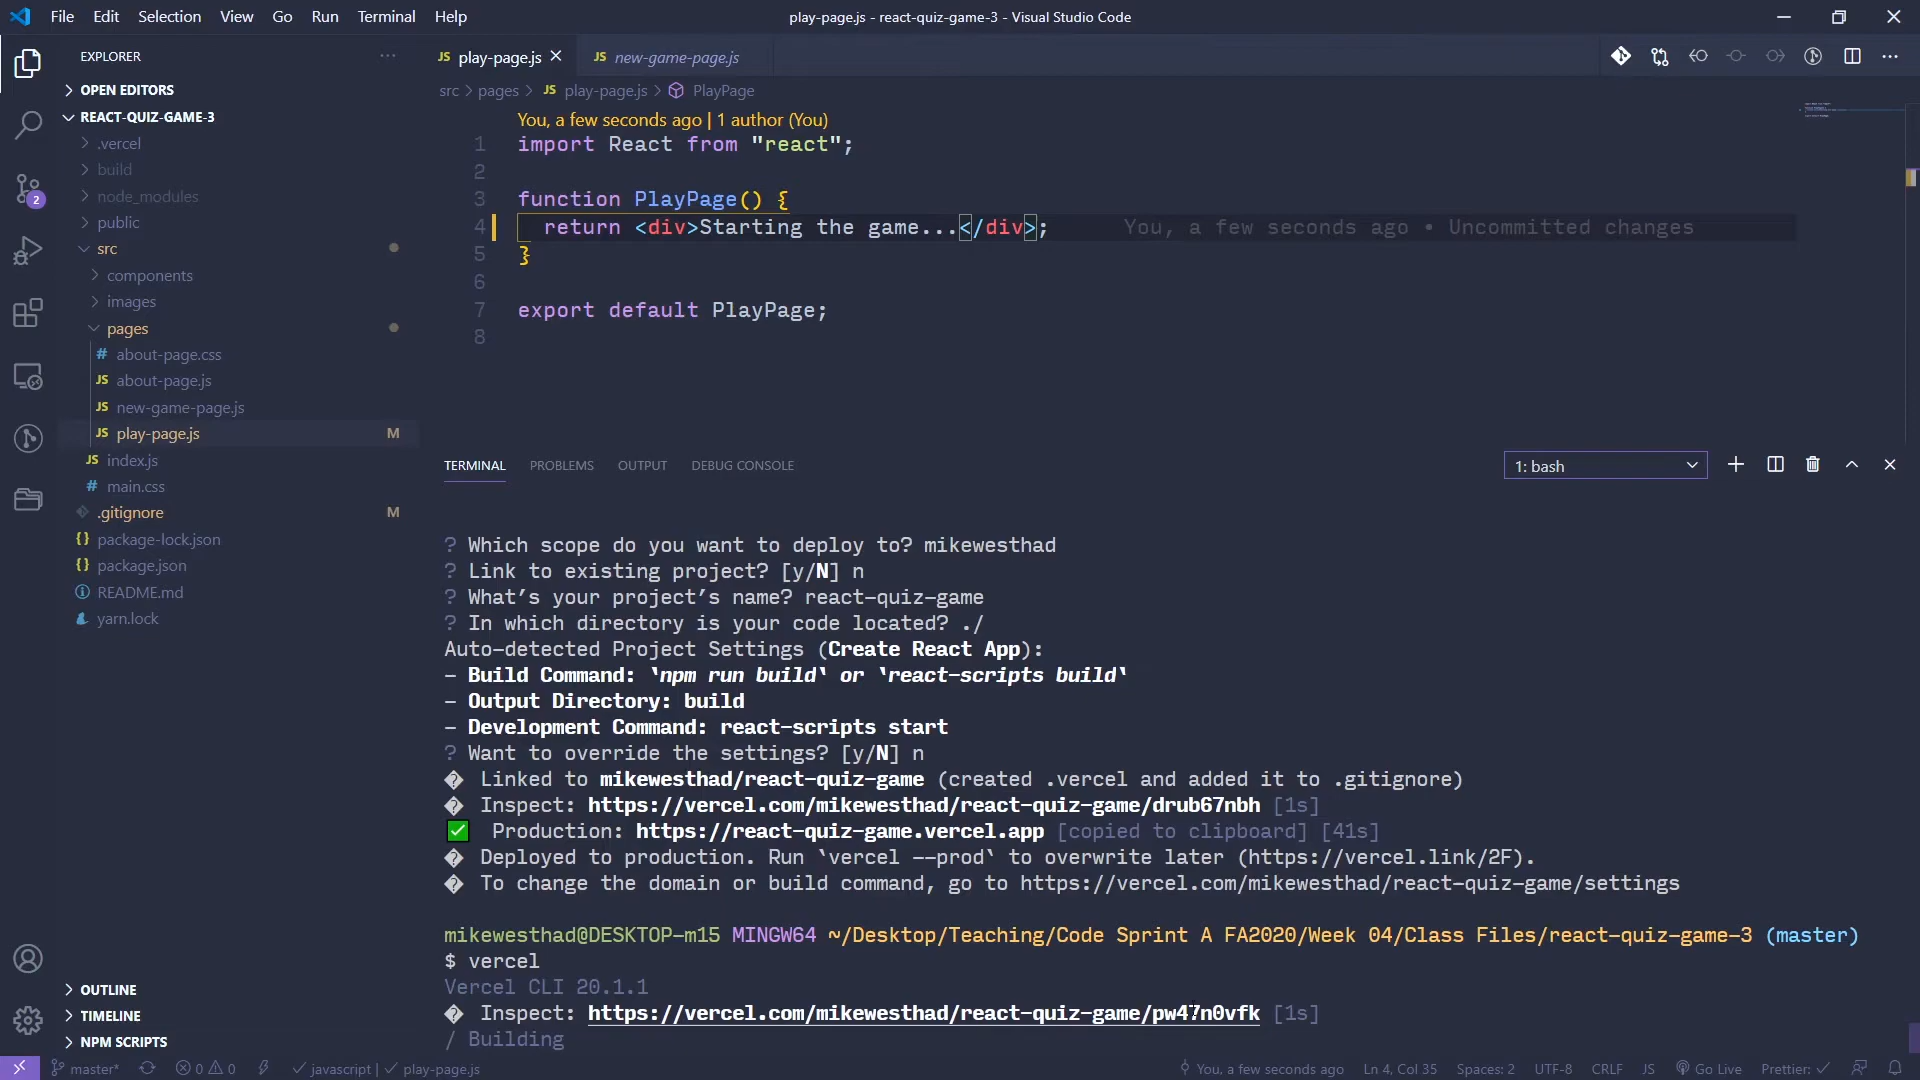 File Edit Selection View Go Run Terminal Help
play-page.js - react-quiz-game-3 - Visual Studio Code
EXPLORER
OPEN EDITORS
REACT-QUIZ-GAME-3
.vercel
build
node_modules
public
src
components
images
pages
# about-page.css
JS about-page.js
JS new-game-page.js
JS play-page.js M
JS index.js
# main.css
.gitignore M
{} package-lock.json
{} package.json
README.md
yarn.lock
OUTLINE
TIMELINE
NPM SCRIPTS
2
JS play-page.js
JS new-game-page.js
src > pages > JS play-page.js > PlayPage
You, a few seconds ago | 1 author (You)
1 import React from "react";
2
3 function PlayPage() {
4 return <div>Starting the game...</div>; You, a few seconds ago • Uncommitted changes
5 }
6
7 export default PlayPage;
8
TERMINAL PROBLEMS OUTPUT DEBUG CONSOLE
1: bash
? Which scope do you want to deploy to? mikewesthad
? Link to existing project? [y/N] n
? What's your project's name? react-quiz-game
? In which directory is your code located? ./
Auto-detected Project Settings (Create React App):
- Build Command: `npm run build` or `react-scripts build`
- Output Directory: build
- Development Command: react-scripts start
? Want to override the settings? [y/N] n
� Linked to mikewesthad/react-quiz-game (created .vercel and added it to .gitignore)
� Inspect: https://vercel.com/mikewesthad/react-quiz-game/drub67nbh [1s]
✅ Production: https://react-quiz-game.vercel.app [copied to clipboard] [41s]
� Deployed to production. Run `vercel --prod` to overwrite later (https://vercel.link/2F).
� To change the domain or build command, go to https://vercel.com/mikewesthad/react-quiz-game/settings
mikewesthad@DESKTOP-m15 MINGW64 ~/Desktop/Teaching/Code Sprint A FA2020/Week 04/Class Files/react-quiz-game-3 (master)
$ vercel
Vercel CLI 20.1.1
� Inspect: https://vercel.com/mikewesthad/react-quiz-game/pw47n0vfk [1s]
/ Building
master* 0 0 javascript | play-page.js
You, a few seconds ago Ln 4, Col 35 Spaces: 2 UTF-8 CRLF JS Go Live Prettier: ✓